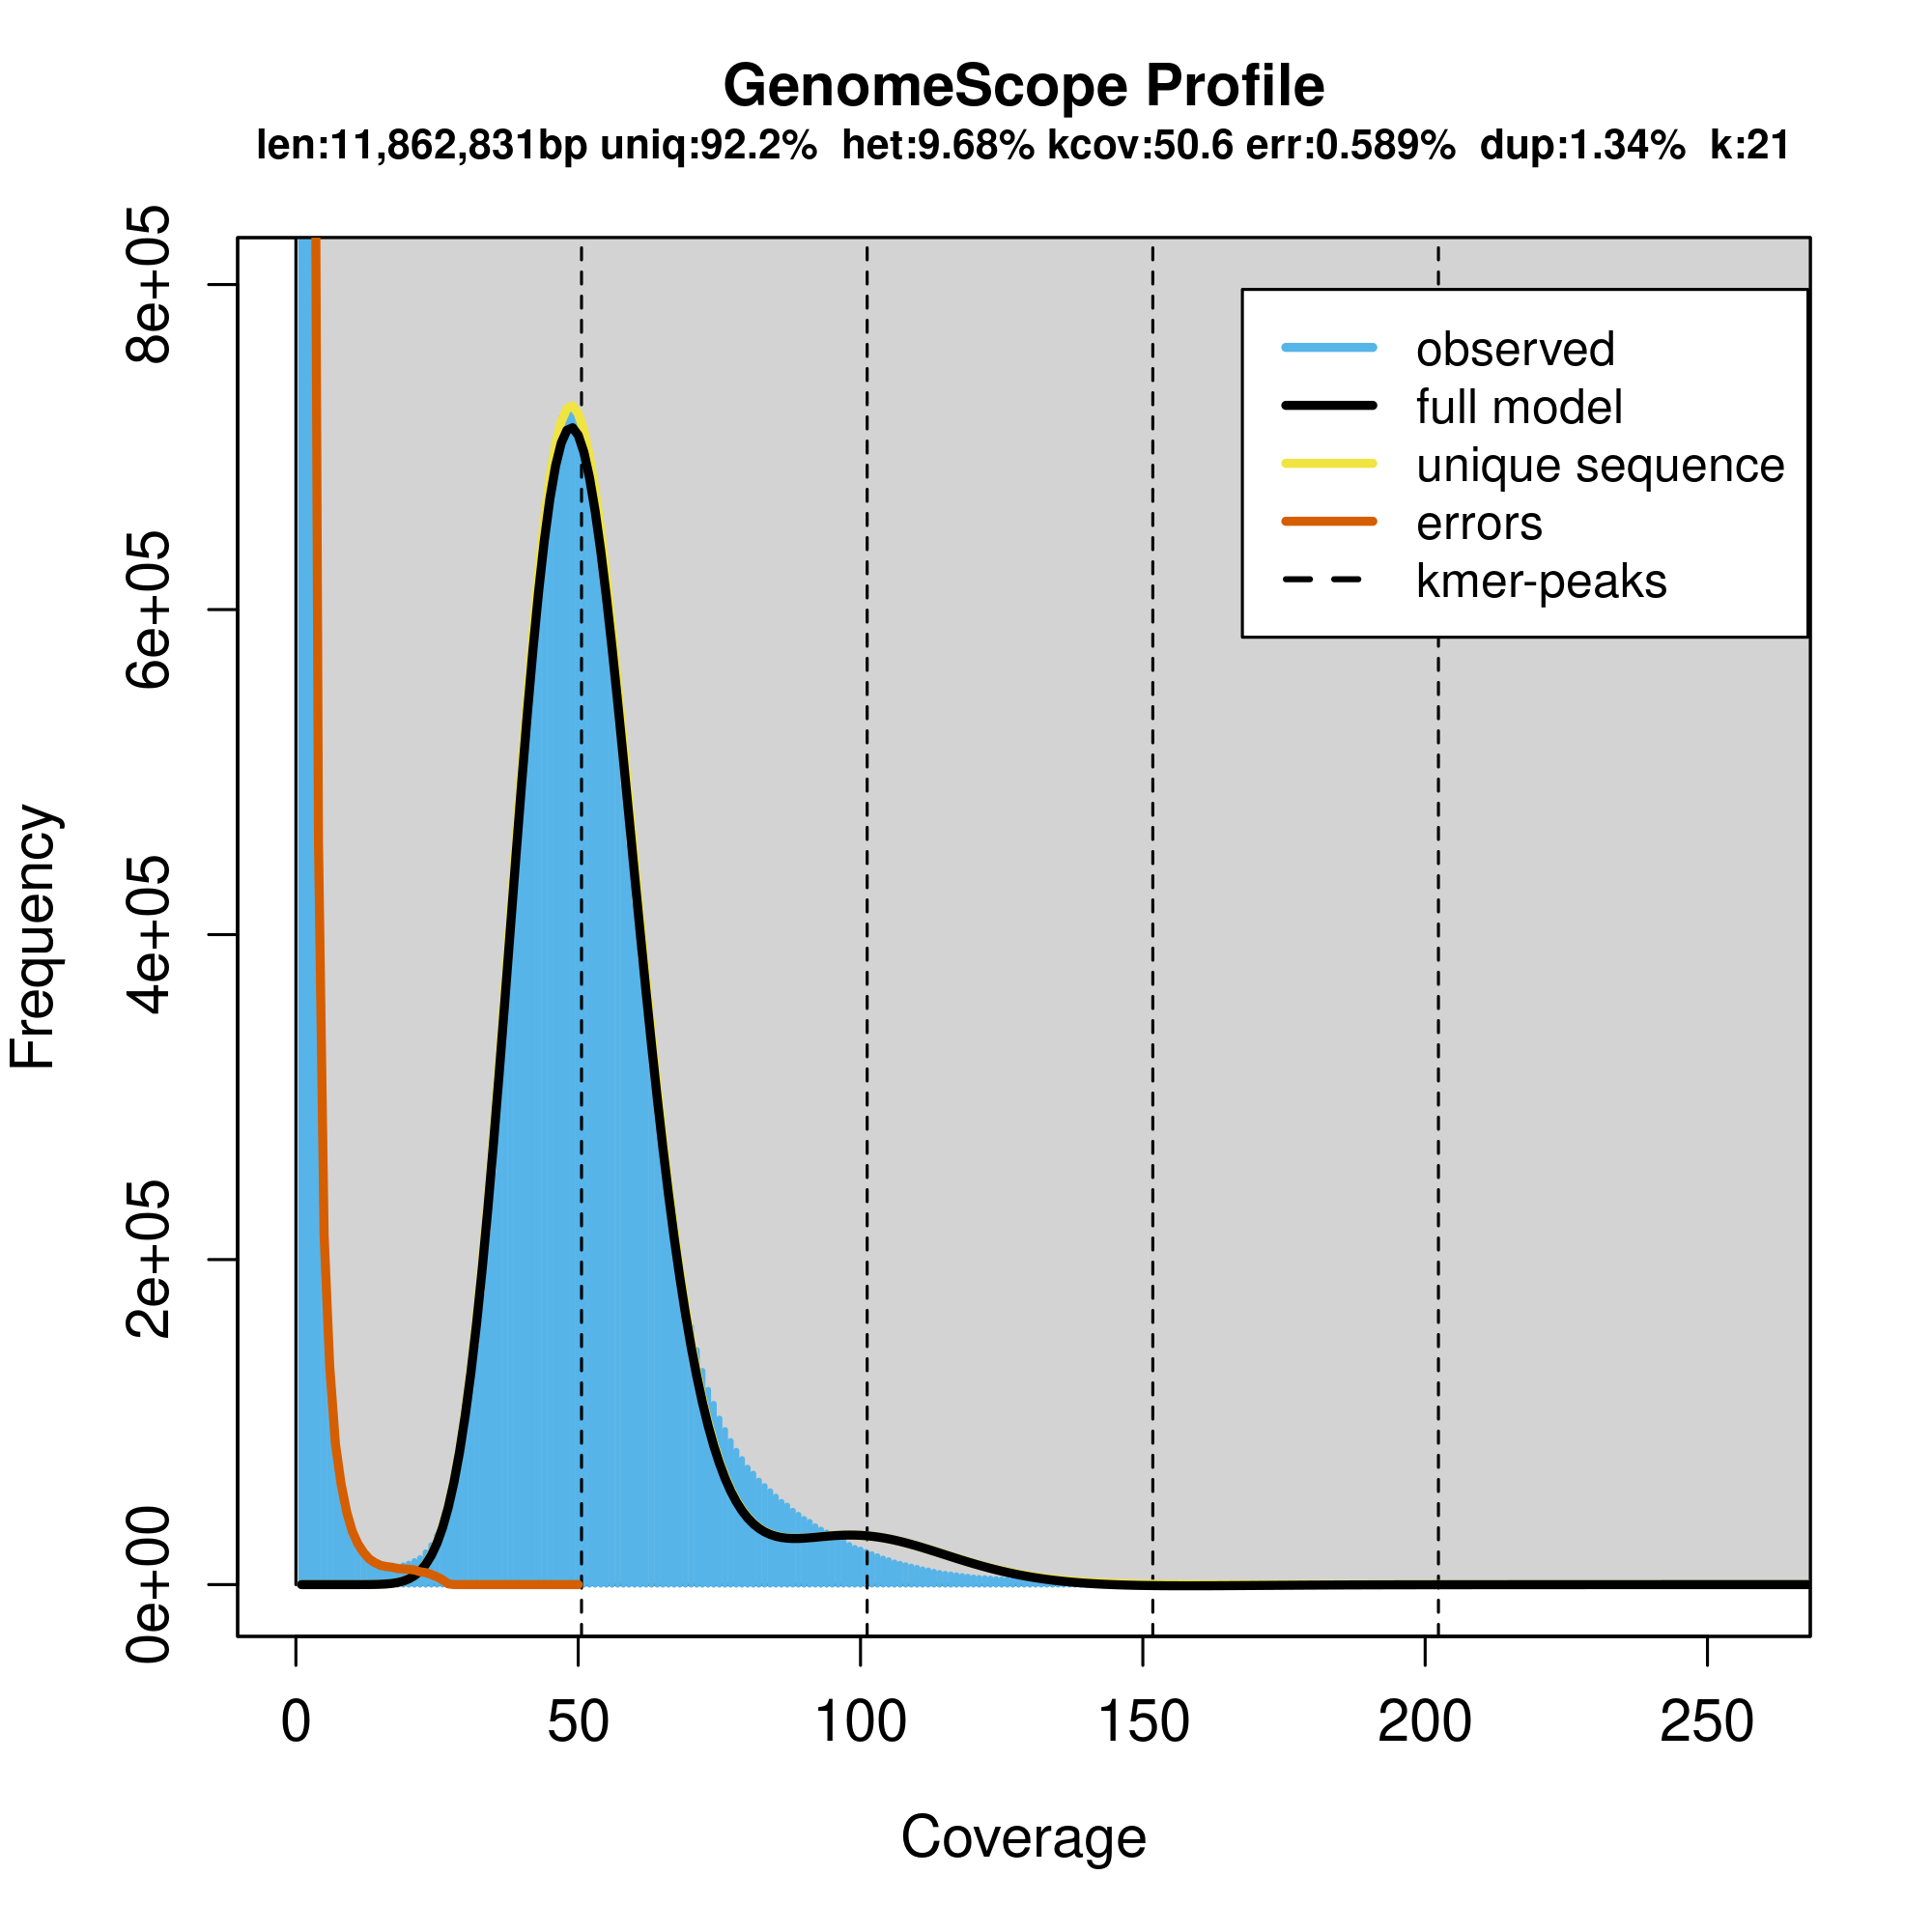 GenomeScope Profile
len:11,862,831bp uniq:92.2% het:9.68% kcov:50.6 err:0.589% dup:1.34% k:21
observed
full model
unique sequence
errors
kmer-peaks
Frequency
8e+05
6e+05
4e+05
2e+05
0e+00
0 50 100 150 200 250
Coverage